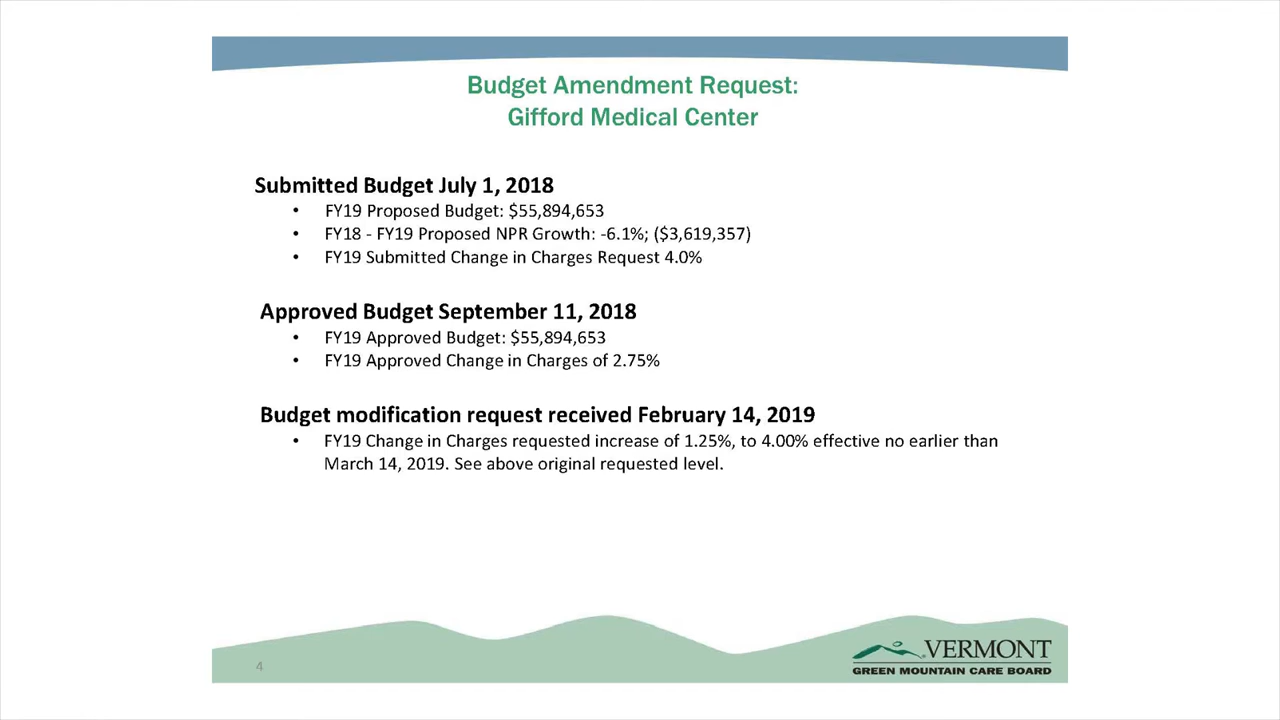 Budget Amendment Request:
Gifford Medical Center
Submitted Budget July 1, 2018
• FY19 Proposed Budget: $55,894,653
• FY18 - FY19 Proposed NPR Growth: -6.1%; ($3,619,357)
• FY19 Submitted Change in Charges Request 4.0%
Approved Budget September 11, 2018
• FY19 Approved Budget: $55,894,653
• FY19 Approved Change in Charges of 2.75%
Budget modification request received February 14, 2019
• FY19 Change in Charges requested increase of 1.25%, to 4.00% effective no earlier than
March 14, 2019. See above original requested level.
4
VERMONT
GREEN MOUNTAIN CARE BOARD